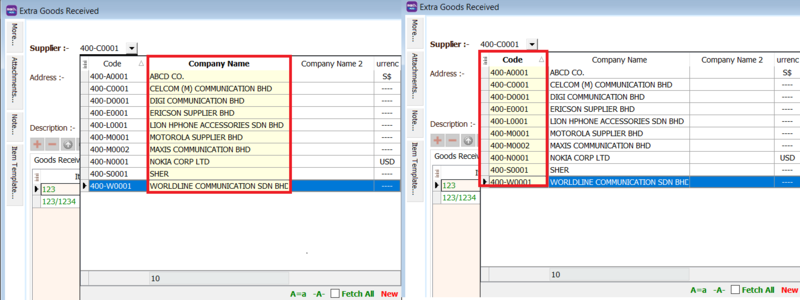 Extra Goods Received
More...
Attachments...
Note...
Item Template...
Supplier :- 400-C0001
Address :-
Description :-
Goods Received
123
123/1234
Code Company Name Company Name 2 urrenc
400-A0001 ABCD CO. S$
400-C0001 CELCOM (M) COMMUNICATION BHD ----
400-D0001 DIGI COMMUNICATION BHD ----
400-E0001 ERICSON SUPPLIER BHD ----
400-L0001 LION HPHONE ACCESSORIES SDN BHD ----
400-M0001 MOTOROLA SUPPLIER BHD ----
400-M0002 MAXIS COMMUNICATION BHD ----
400-N0001 NOKIA CORP LTD USD
400-S0001 SHER ----
400-W0001 WORLDLINE COMMUNICATION SDN BHD ----
10
A=a -A- Fetch All New
Extra Goods Received
More...
Attachments...
Note...
Item Template...
Supplier :- 400-C0001
Address :-
Description :-
Goods Received
123
123/1234
Code Company Name Company Name 2 urrenc
400-A0001 ABCD CO. S$
400-C0001 CELCOM (M) COMMUNICATION BHD ----
400-D0001 DIGI COMMUNICATION BHD ----
400-E0001 ERICSON SUPPLIER BHD ----
400-L0001 LION HPHONE ACCESSORIES SDN BHD ----
400-M0001 MOTOROLA SUPPLIER BHD ----
400-M0002 MAXIS COMMUNICATION BHD ----
400-N0001 NOKIA CORP LTD USD
400-S0001 SHER ----
400-W0001 WORLDLINE COMMUNICATION SDN BHD ----
10
A=a -A- Fetch All New